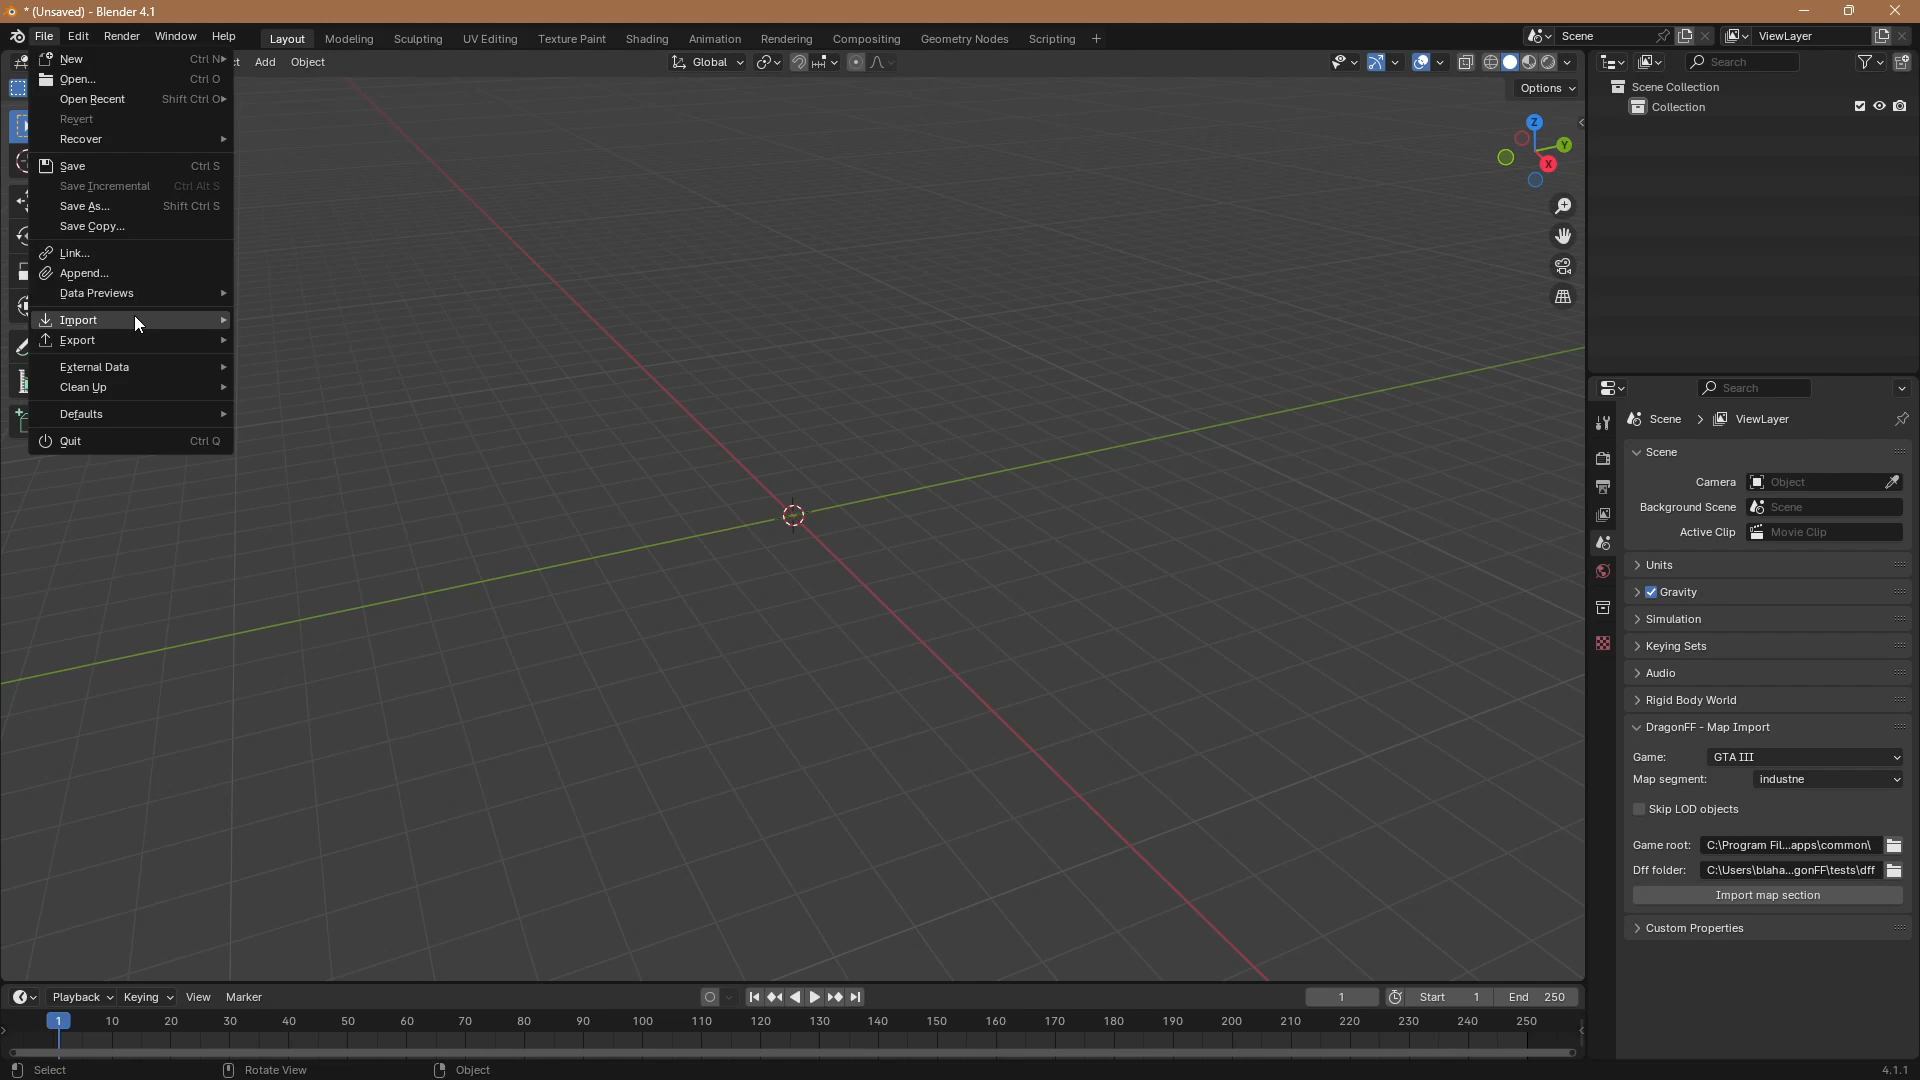 * (Unsaved) - Blender 4.1
File Edit Render Window Help Layout Modeling Sculpting UV Editing Texture Paint Shading Animation Rendering Compositing Geometry Nodes Scripting + Scene ViewLayer
Add Object Global Search
Options
New Ctrl N
Open... Ctrl O
Open Recent Shift Ctrl O
Revert
Recover
Save Ctrl S
Save Incremental Ctrl Alt S
Save As... Shift Ctrl S
Save Copy...
Link...
Append...
Data Previews
Import
Export
External Data
Clean Up
Defaults
Quit Ctrl Q
Z
Y
X
Scene Collection
Collection
Search
Scene ViewLayer
Scene
Camera Object
Background Scene Scene
Active Clip Movie Clip
Units
Gravity
Simulation
Keying Sets
Audio
Rigid Body World
DragonFF - Map Import
Game: GTA III
Map segment: industne
Skip LOD objects
Game root: C:\Program Fil...apps\common\
Dff folder: C:\Users\blaha...gonFF\tests\dff
Import map section
Custom Properties
Playback Keying View Marker 1 Start 1 End 250
1 10 20 30 40 50 60 70 80 90 100 110 120 130 140 150 160 170 180 190 200 210 220 230 240 250
Select Rotate View Object 4.1.1